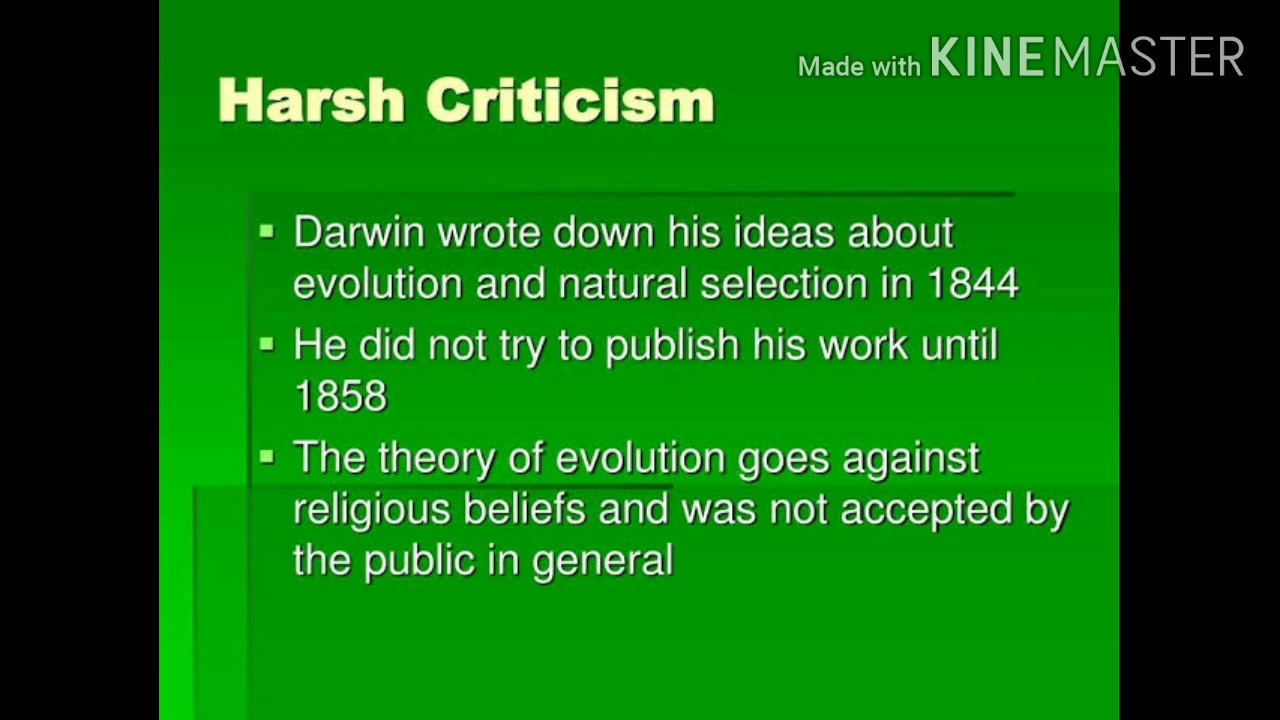 Made with KINEMASTER
Harsh Criticism
Darwin wrote down his ideas about
evolution and natural selection in 1844
He did not try to publish his work until
1858
The theory of evolution goes against
religious beliefs and was not accepted by
the public in general